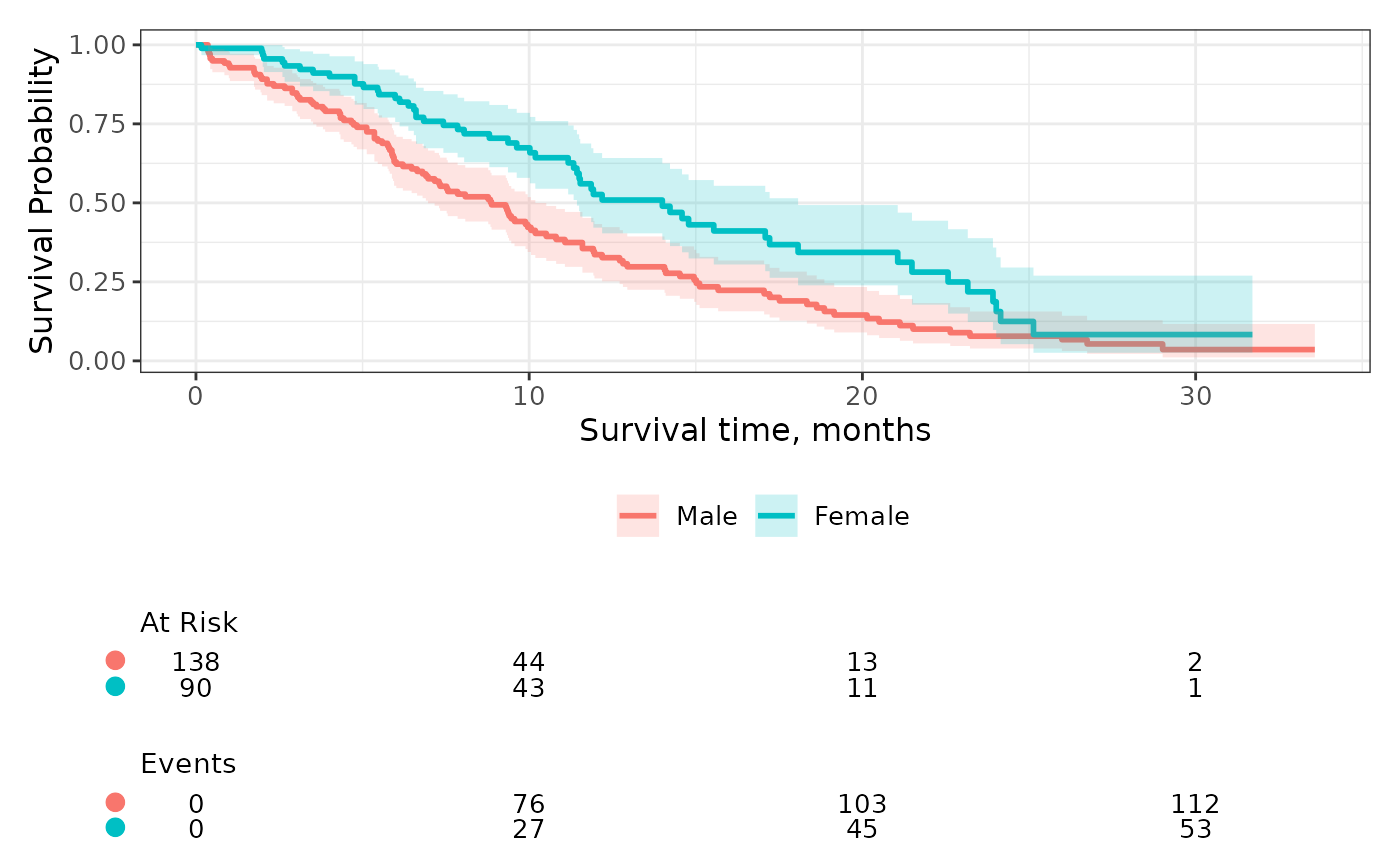 Survival Probability
1.00
0.75
0.50
0.25
0.00
0 10 20 30
Survival time, months
Male Female
At Risk
138 44 13 2
90 43 11 1
Events
0 76 103 112
0 27 45 53